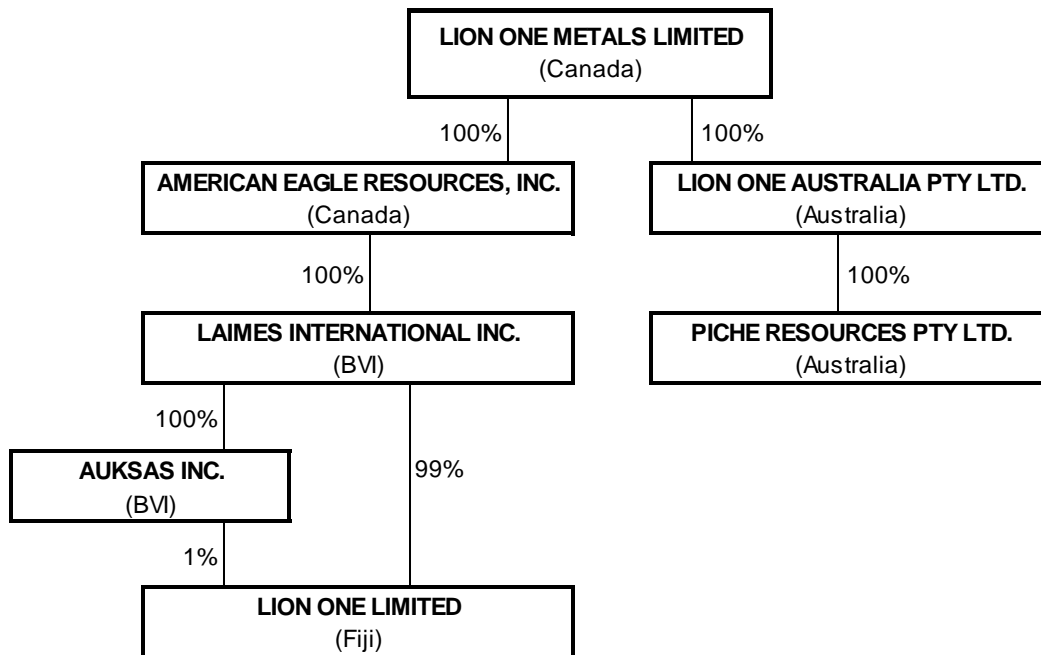 LION ONE METALS LIMITED
(Canada)
100%
100%
AMERICAN EAGLE RESOURCES, INC.
(Canada)
LION ONE AUSTRALIA PTY LTD.
(Australia)
100%
100%
LAIMES INTERNATIONAL INC.
(BVI)
PICHE RESOURCES PTY LTD.
(Australia)
100%
99%
AUKSAS INC.
(BVI)
1%
LION ONE LIMITED
(Fiji)